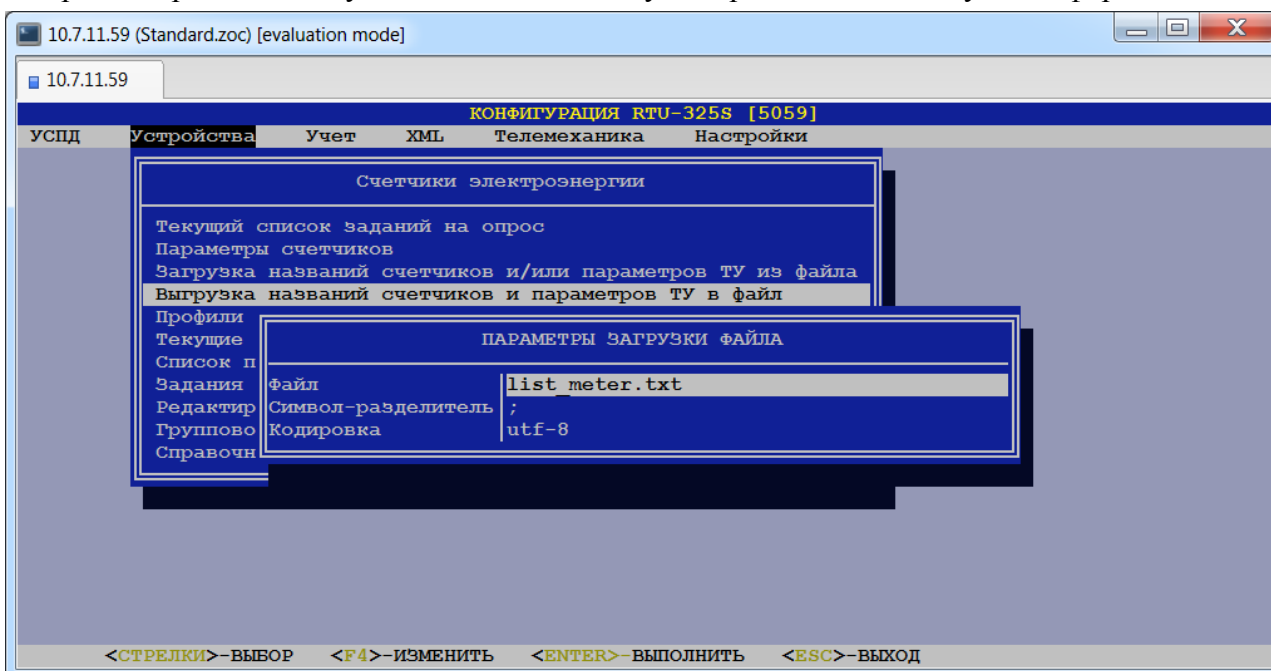 10.7.11.59 (Standard.zoc) [evaluation mode]
10.7.11.59
КОНФИГУРАЦИЯ RTU-325S [5059]
УСПД Устройства Учет XML Телемеханика Настройки
Счетчики электроэнергии
Текущий список заданий на опрос
Параметры счетчиков
Загрузка названий счетчиков и/или параметров ТУ из файла
Выгрузка названий счетчиков и параметров ТУ в файл
Профили
Текущие
Список п
Задания
Редактир
Группово
Справочн
ПАРАМЕТРЫ ЗАГРУЗКИ ФАЙЛА
Файл list_meter.txt
Символ-разделитель ;
Кодировка utf-8
<СТРЕЛКИ>-ВЫБОР <F4>-ИЗМЕНИТЬ <ENTER>-ВЫПОЛНИТЬ <ESC>-ВЫХОД